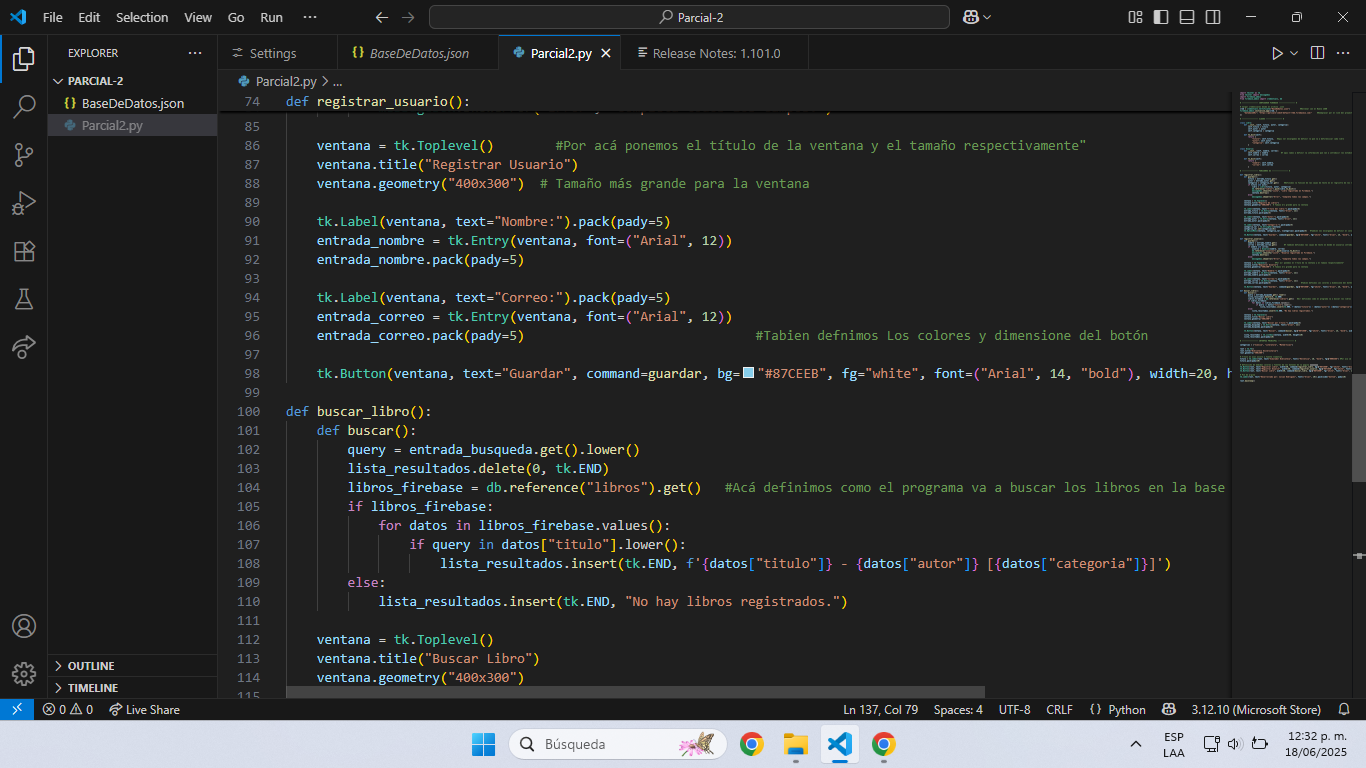 File Edit Selection View Go Run ··· Parcial-2
EXPLORER ···
Settings BaseDeDatos.json Parcial2.py Release Notes: 1.101.0
PARCIAL-2
Parcial2.py > ...
BaseDeDatos.json
Parcial2.py
74 def registrar_usuario():
85
86 ventana = tk.Toplevel() #Por acá ponemos el título de la ventana y el tamaño respectivamente"
87 ventana.title("Registrar Usuario")
88 ventana.geometry("400x300") # Tamaño más grande para la ventana
89
90 tk.Label(ventana, text="Nombre:").pack(pady=5)
91 entrada_nombre = tk.Entry(ventana, font=("Arial", 12))
92 entrada_nombre.pack(pady=5)
93
94 tk.Label(ventana, text="Correo:").pack(pady=5)
95 entrada_correo = tk.Entry(ventana, font=("Arial", 12))
96 entrada_correo.pack(pady=5) #Tabien defnimos Los colores y dimensione del botón
97
98 tk.Button(ventana, text="Guardar", command=guardar, bg="#87CEEB", fg="white", font=("Arial", 14, "bold"), width=20, h
99
100 def buscar_libro():
101 def buscar():
102 query = entrada_busqueda.get().lower()
103 lista_resultados.delete(0, tk.END)
104 libros_firebase = db.reference("libros").get() #Acá definimos como el programa va a buscar los libros en la base
105 if libros_firebase:
106 for datos in libros_firebase.values():
107 if query in datos["titulo"].lower():
108 lista_resultados.insert(tk.END, f'{datos["titulo"]} - {datos["autor"]} [{datos["categoria"]}]')
109 else:
110 lista_resultados.insert(tk.END, "No hay libros registrados.")
111
112 ventana = tk.Toplevel()
113 ventana.title("Buscar Libro")
114 ventana.geometry("400x300")
115
OUTLINE
TIMELINE
0 0 Live Share Ln 137, Col 79 Spaces: 4 UTF-8 CRLF {} Python 3.12.10 (Microsoft Store)
Búsqueda
ESP
LAA
12:32 p. m.
18/06/2025